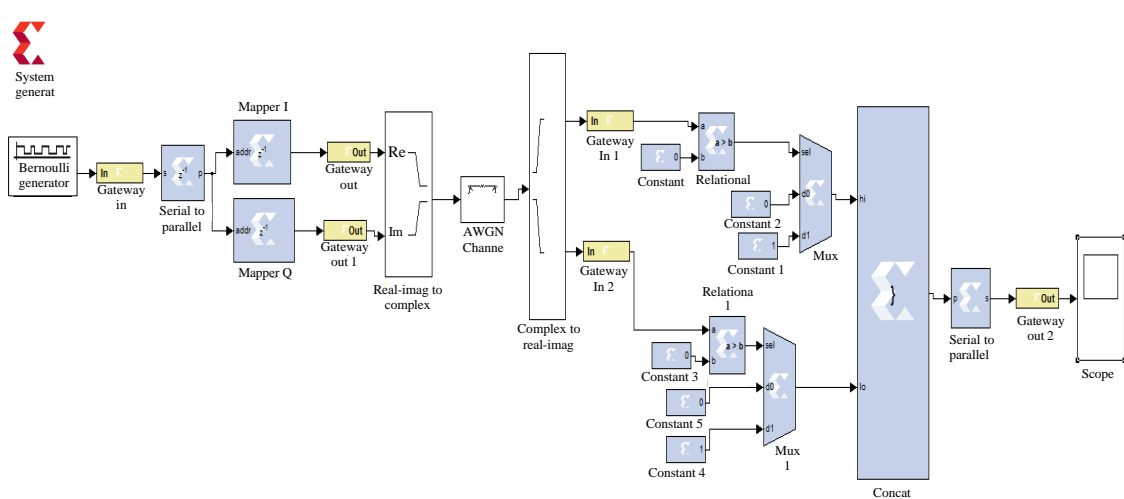 System
generat
Bernoulli
generator
In
Gateway
in
s
z-1
p
Serial to
parallel
Mapper I
addr
z-1
Out
Gateway
out
addr
z-1
Mapper Q
Out
Gateway
out 1
Re
Im
Real-imag to
complex
AWGN
Channe
Complex to
real-imag
In
Gateway
In 1
a
b
a > b
Relational
0
Constant
0
Constant 2
1
Constant 1
sel
d0
d1
Mux
In
Gateway
In 2
Relationa
l
a
b
a > b
0
Constant 3
0
Constant 5
1
Constant 4
sel
d0
d1
Mux
1
hi
lo
}
Concat
p
s
Serial to
parallel
Out
Gateway
out 2
Scope